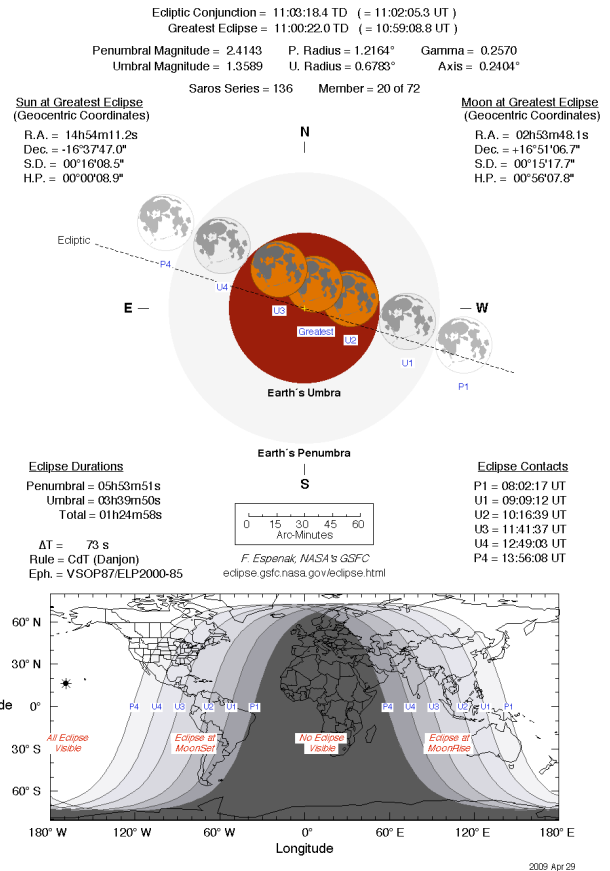 Ecliptic Conjunction = 11:03:18.4 TD ( = 11:02:05.3 UT )
Greatest Eclipse = 11:00:22.0 TD ( = 10:59:08.8 UT )
Penumbral Magnitude = 2.4143 P. Radius = 1.2164° Gamma = 0.2570
Umbral Magnitude = 1.3589 U. Radius = 0.6783° Axis = 0.2404°
Saros Series = 136 Member = 20 of 72
Sun at Greatest Eclipse
(Geocentric Coordinates)
R.A. = 14h54m11.2s
Dec. = -16°37'47.0"
S.D. = 00°16'08.5"
H.P. = 00°00'08.9"
Moon at Greatest Eclipse
(Geocentric Coordinates)
R.A. = 02h53m48.1s
Dec. = +16°51'06.7"
S.D. = 00°15'17.7"
H.P. = 00°56'07.8"
N
Ecliptic
P4
U4
E
W
U3
Greatest
U2
U1
P1
Earth´s Umbra
Earth´s Penumbra
S
Eclipse Durations
Penumbral = 05h53m51s
Umbral = 03h39m50s
Total = 01h24m58s
ΔT = 73 s
Rule = CdT (Danjon)
Eph. = VSOP87/ELP2000-85
0 15 30 45 60
Arc-Minutes
F. Espenak, NASA's GSFC
eclipse.gsfc.nasa.gov/eclipse.html
Eclipse Contacts
P1 = 08:02:17 UT
U1 = 09:09:12 UT
U2 = 10:16:39 UT
U3 = 11:41:37 UT
U4 = 12:49:03 UT
P4 = 13:56:08 UT
60° N
30° N
de
0°
P4 U4 U3 U2 U1 P1 P4 U4 U3 U2 U1 P1
All Eclipse
Visible
Eclipse at
MoonSet
No Eclipse
Visible
Eclipse at
MoonRise
30° S
60° S
180° W 120° W 60° W 0° 60° E 120° E 180° E
Longitude
2009 Apr 29